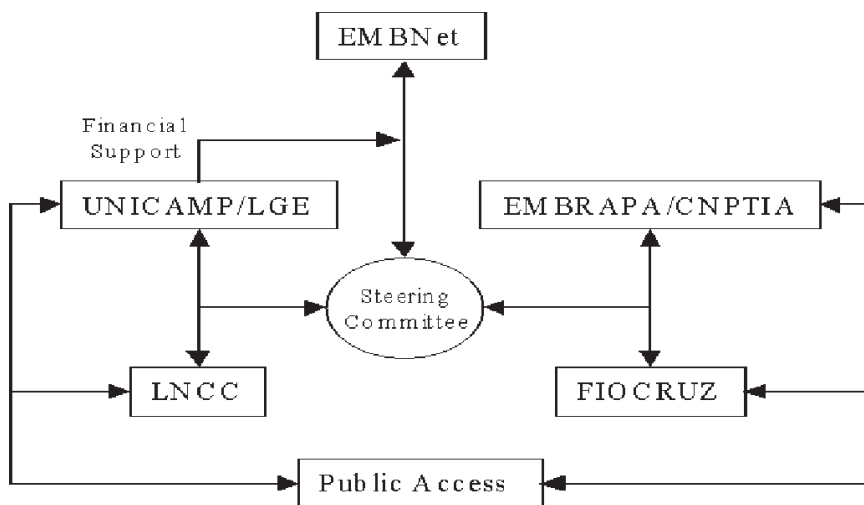 EMBNet
Financial
Support
UNICAMP/LGE
EMBRAPA/CNPTIA
Steering
Committee
LNCC
FIOCRUZ
Public Access